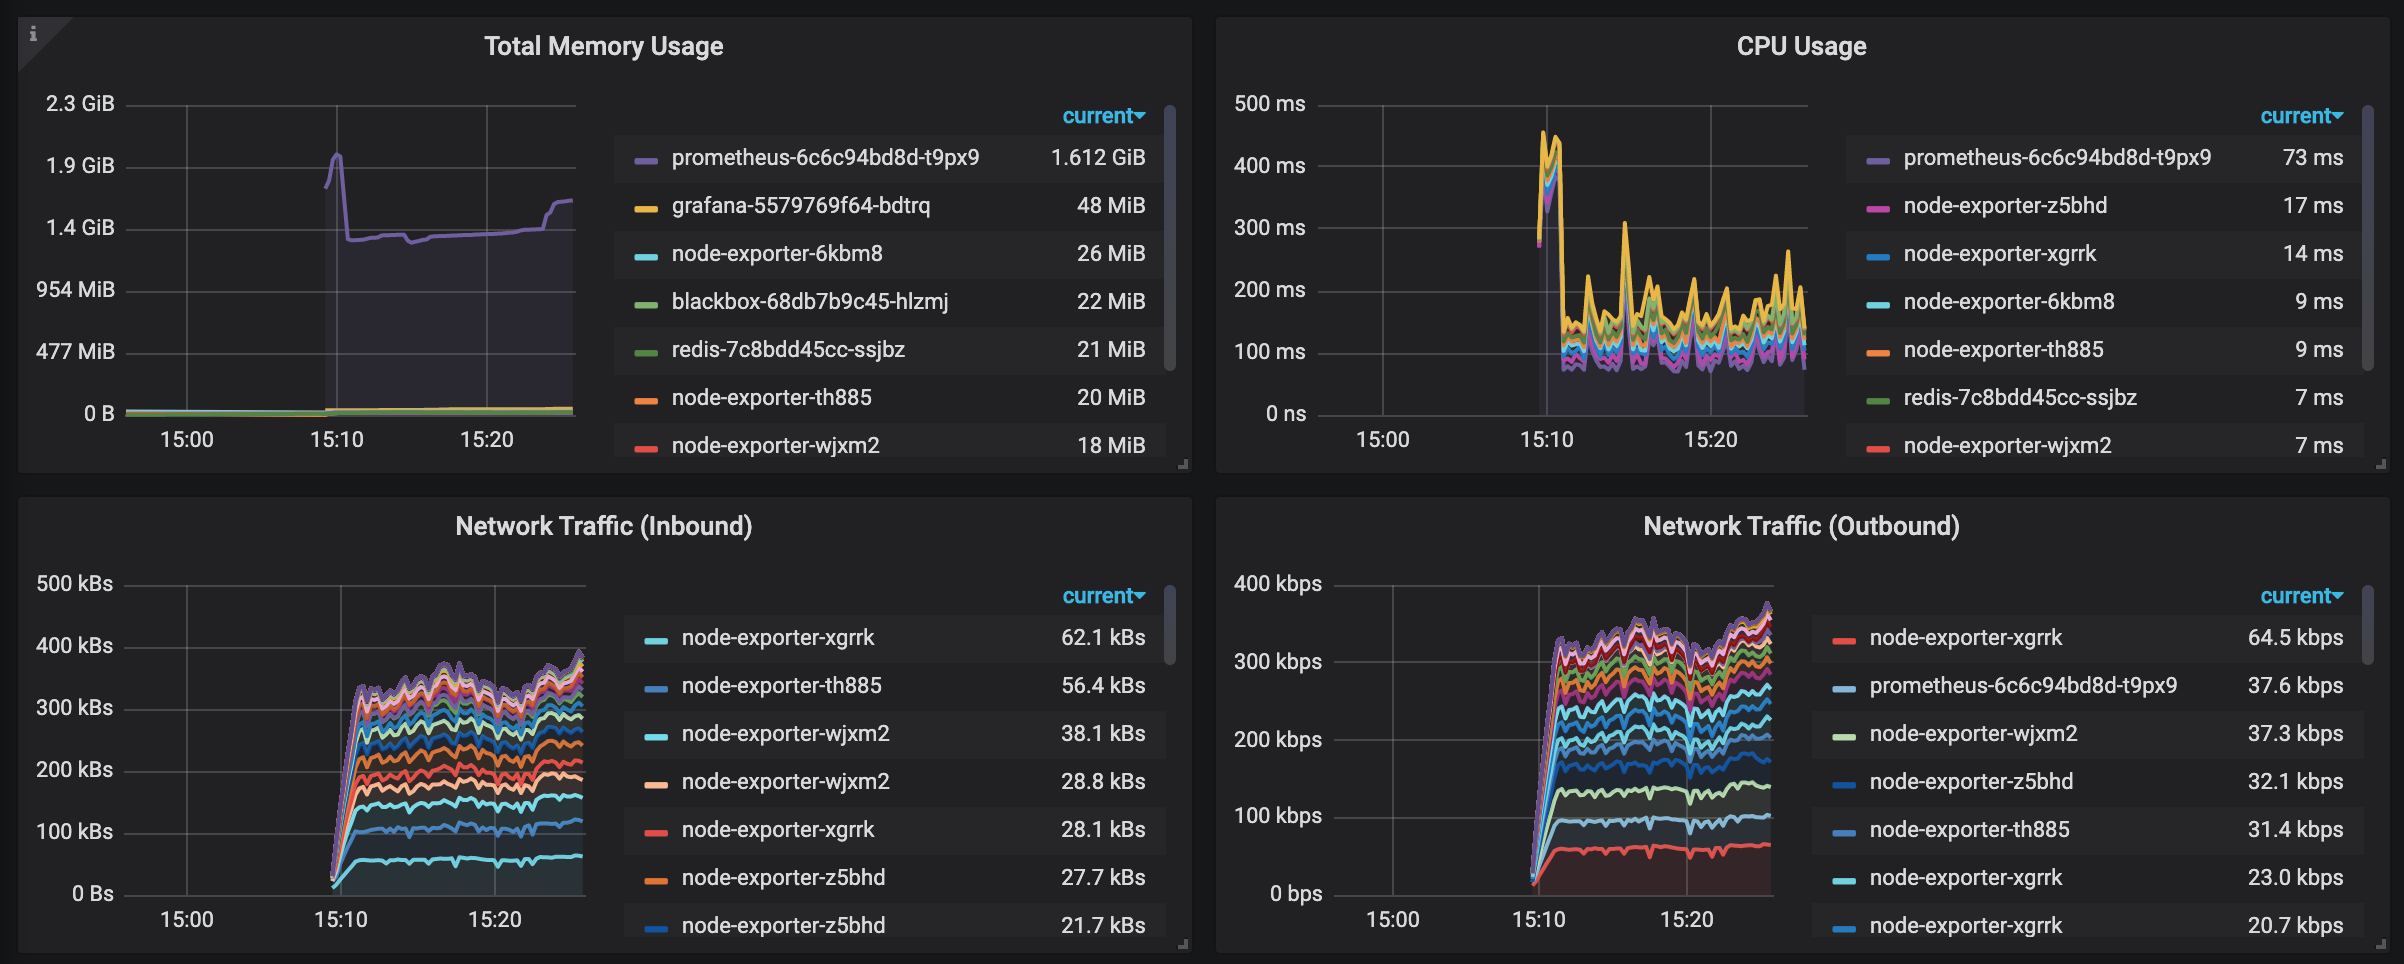 i
Total Memory Usage
2.3 GiB
1.9 GiB
1.4 GiB
954 MiB
477 MiB
0 B
15:00 15:10 15:20
current
prometheus-6c6c94bd8d-t9px9 1.612 GiB
grafana-5579769f64-bdtrq 48 MiB
node-exporter-6kbm8 26 MiB
blackbox-68db7b9c45-hlzmj 22 MiB
redis-7c8bdd45cc-ssjbz 21 MiB
node-exporter-th885 20 MiB
node-exporter-wjxm2 18 MiB
CPU Usage
500 ms
400 ms
300 ms
200 ms
100 ms
0 ns
15:00 15:10 15:20
current
prometheus-6c6c94bd8d-t9px9 73 ms
node-exporter-z5bhd 17 ms
node-exporter-xgrrk 14 ms
node-exporter-6kbm8 9 ms
node-exporter-th885 9 ms
redis-7c8bdd45cc-ssjbz 7 ms
node-exporter-wjxm2 7 ms
Network Traffic (Inbound)
500 kBs
400 kBs
300 kBs
200 kBs
100 kBs
0 Bs
15:00 15:10 15:20
current
node-exporter-xgrrk 62.1 kBs
node-exporter-th885 56.4 kBs
node-exporter-wjxm2 38.1 kBs
node-exporter-wjxm2 28.8 kBs
node-exporter-xgrrk 28.1 kBs
node-exporter-z5bhd 27.7 kBs
node-exporter-z5bhd 21.7 kBs
Network Traffic (Outbound)
400 kbps
300 kbps
200 kbps
100 kbps
0 bps
15:00 15:10 15:20
current
node-exporter-xgrrk 64.5 kbps
prometheus-6c6c94bd8d-t9px9 37.6 kbps
node-exporter-wjxm2 37.3 kbps
node-exporter-z5bhd 32.1 kbps
node-exporter-th885 31.4 kbps
node-exporter-xgrrk 23.0 kbps
node-exporter-xgrrk 20.7 kbps